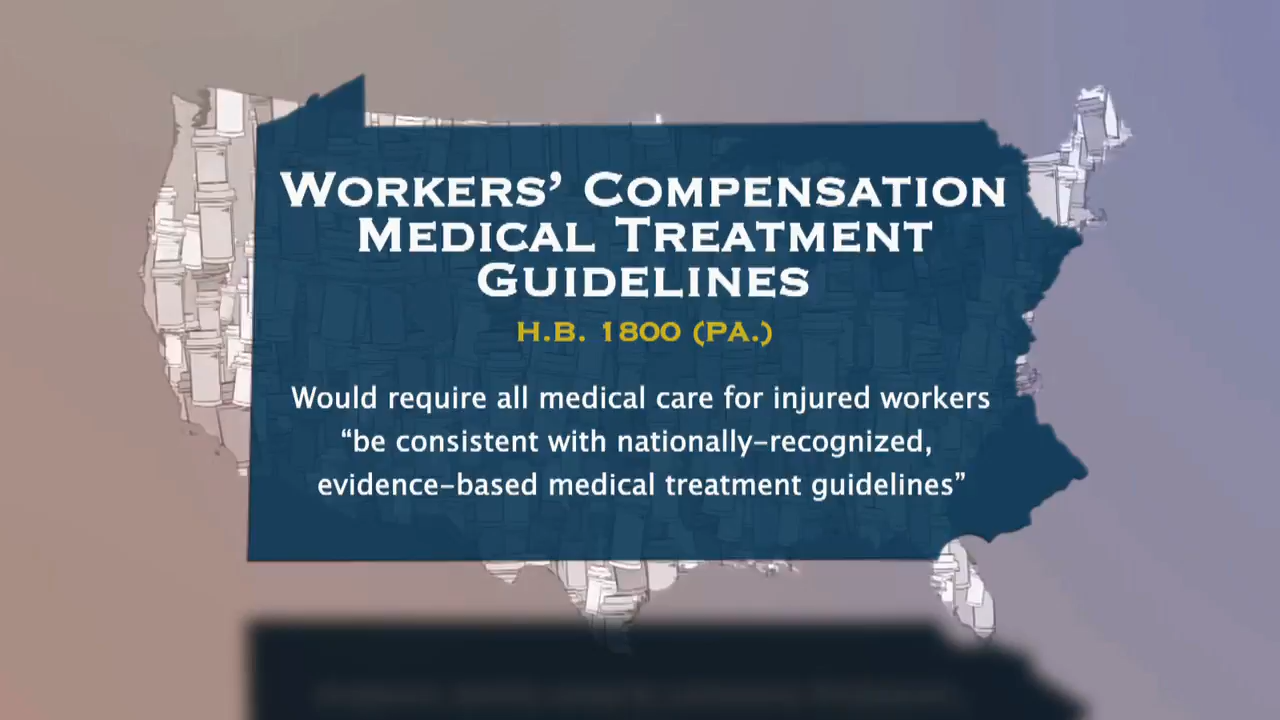 WORKERS’ COMPENSATION
MEDICAL TREATMENT
GUIDELINES
H.B. 1800 (PA.)
Would require all medical care for injured workers
“be consistent with nationally-recognized,
evidence-based medical treatment guidelines”